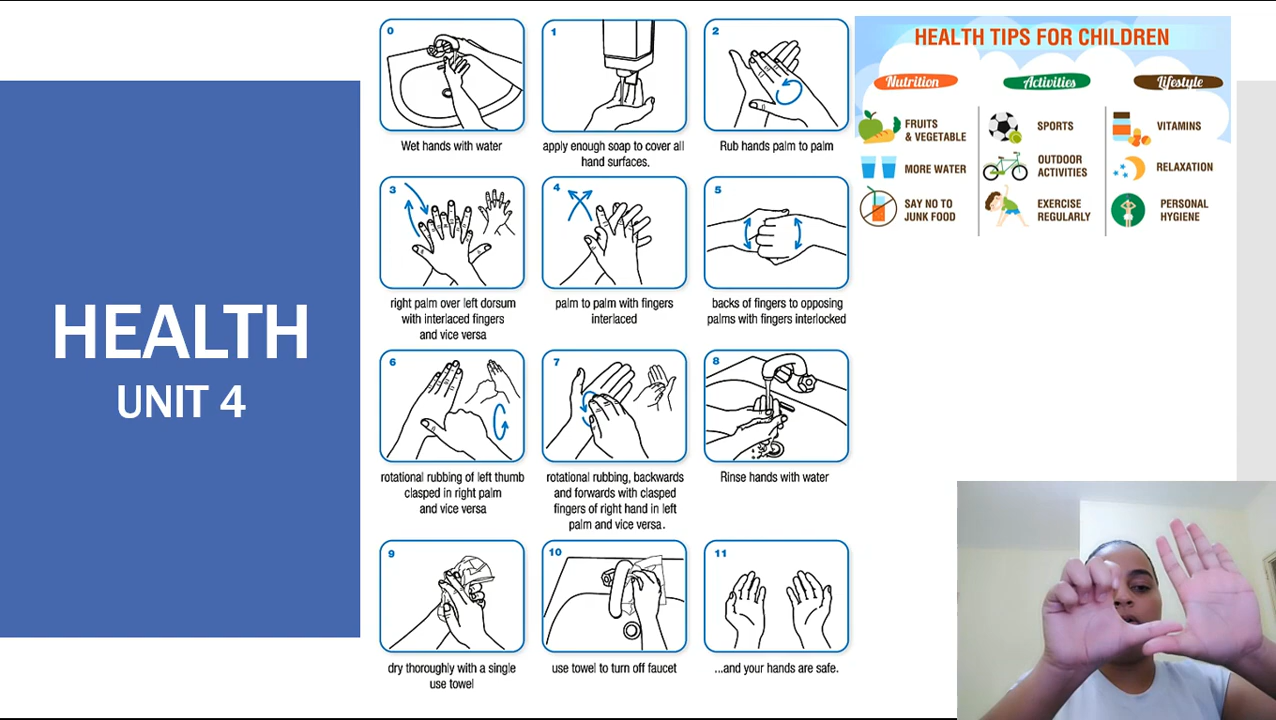 HEALTH
UNIT 4
0
Wet hands with water
1
apply enough soap to cover all
hand surfaces.
2
Rub hands palm to palm
3
right palm over left dorsum
with interlaced fingers
and vice versa
4
palm to palm with fingers
interlaced
5
backs of fingers to opposing
palms with fingers interlocked
6
rotational rubbing of left thumb
clasped in right palm
and vice versa
7
rotational rubbing, backwards
and forwards with clasped
fingers of right hand in left
palm and vice versa.
8
Rinse hands with water
9
dry thoroughly with a single
use towel
10
use towel to turn off faucet
11
...and your hands are safe.
HEALTH TIPS FOR CHILDREN
Nutrition
FRUITS
& VEGETABLE
MORE WATER
SAY NO TO
JUNK FOOD
Activities
SPORTS
OUTDOOR
ACTIVITIES
EXERCISE
REGULARLY
Lifestyle
VITAMINS
RELAXATION
PERSONAL
HYGIENE